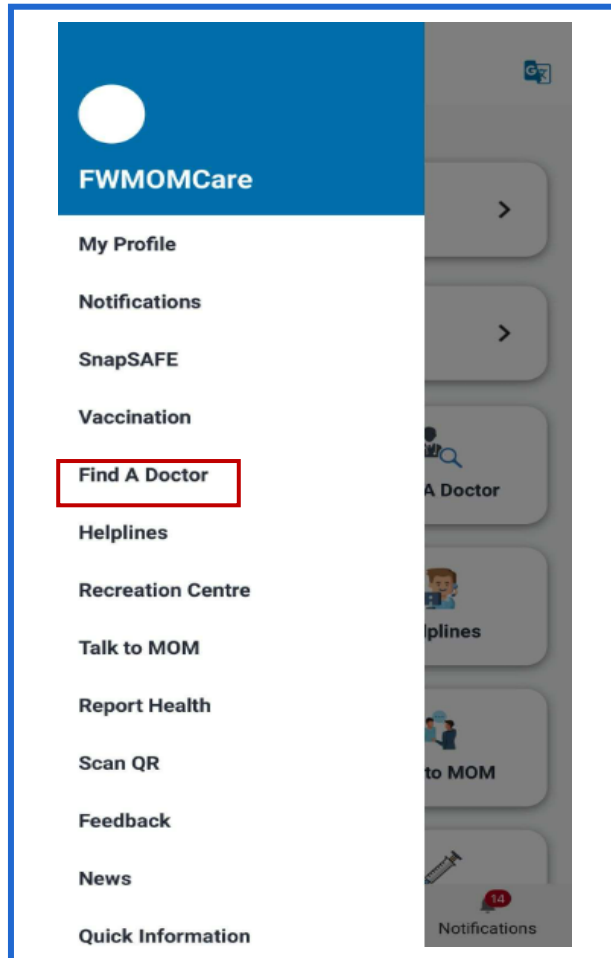 FWMOMCare
My Profile
Notifications
SnapSAFE
Vaccination
Find A Doctor
Helplines
Recreation Centre
Talk to MOM
Report Health
Scan QR
Feedback
News
Quick Information
A Doctor
lplines
to MOM
14
Notifications